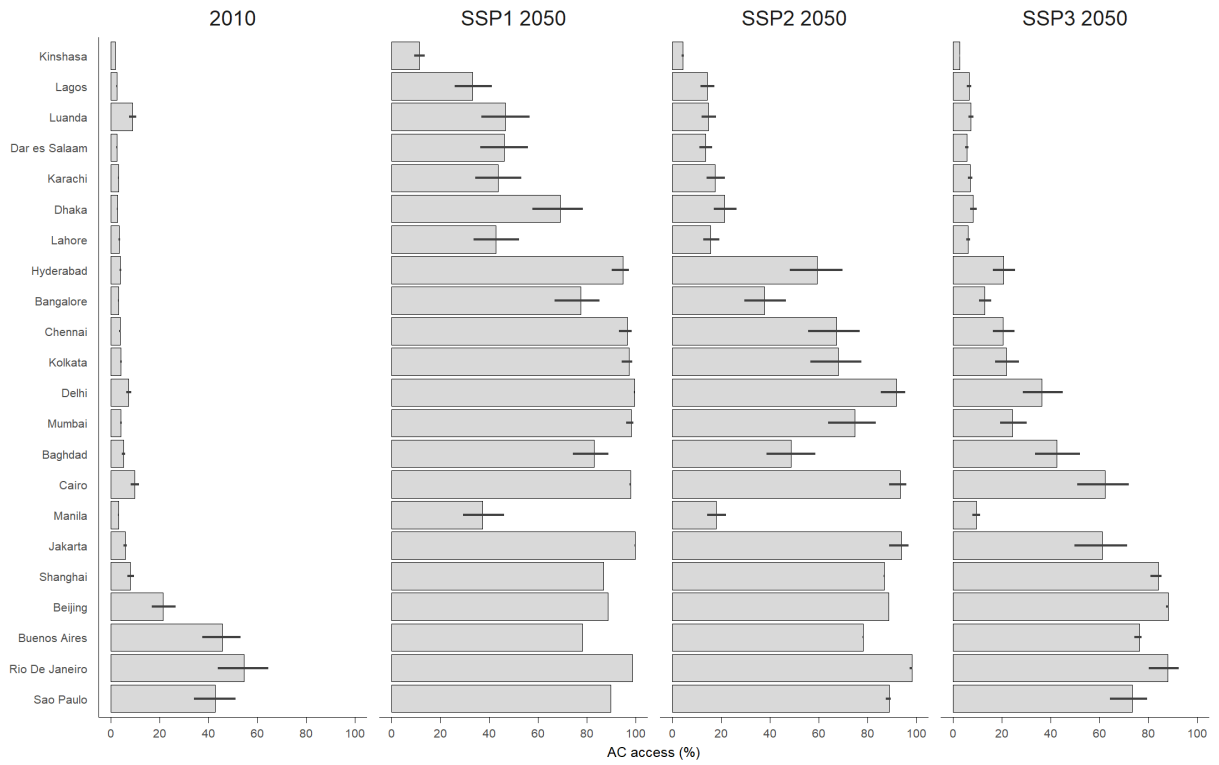 2010 SSP1 2050 SSP2 2050 SSP3 2050
Kinshasa
Lagos
Luanda
Dar es Salaam
Karachi
Dhaka
Lahore
Hyderabad
Bangalore
Chennai
Kolkata
Delhi
Mumbai
Baghdad
Cairo
Manila
Jakarta
Shanghai
Beijing
Buenos Aires
Rio De Janeiro
Sao Paulo
0 20 40 60 80 100 0 20 40 60 80 100 0 20 40 60 80 100 0 20 40 60 80 100
AC access (%)